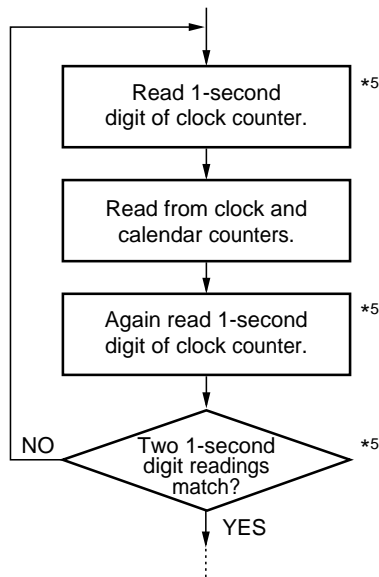 Read 1-second
digit of clock counter.
*5
Read from clock and
calendar counters.
Again read 1-second
digit of clock counter.
*5
Two 1-second
digit readings
match?
*5
NO
YES